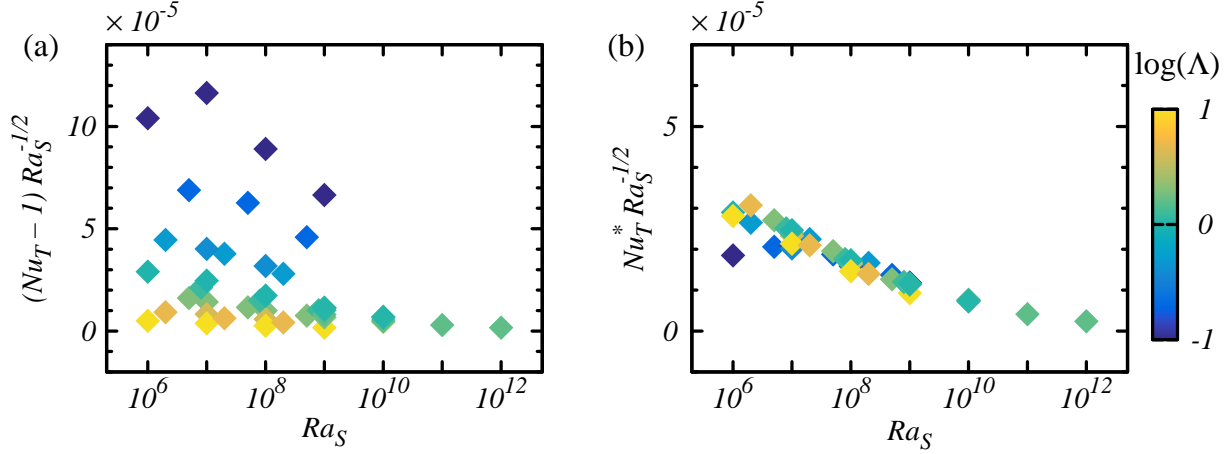 (a)
× 10^-5
(Nu_T − 1) Ra_S^-1/2
10
5
0
10^6
10^8
10^10
10^12
Ra_S
(b)
× 10^-5
Nu_T^* Ra_S^-1/2
5
0
10^6
10^8
10^10
10^12
Ra_S
log(Λ)
1
0
-1